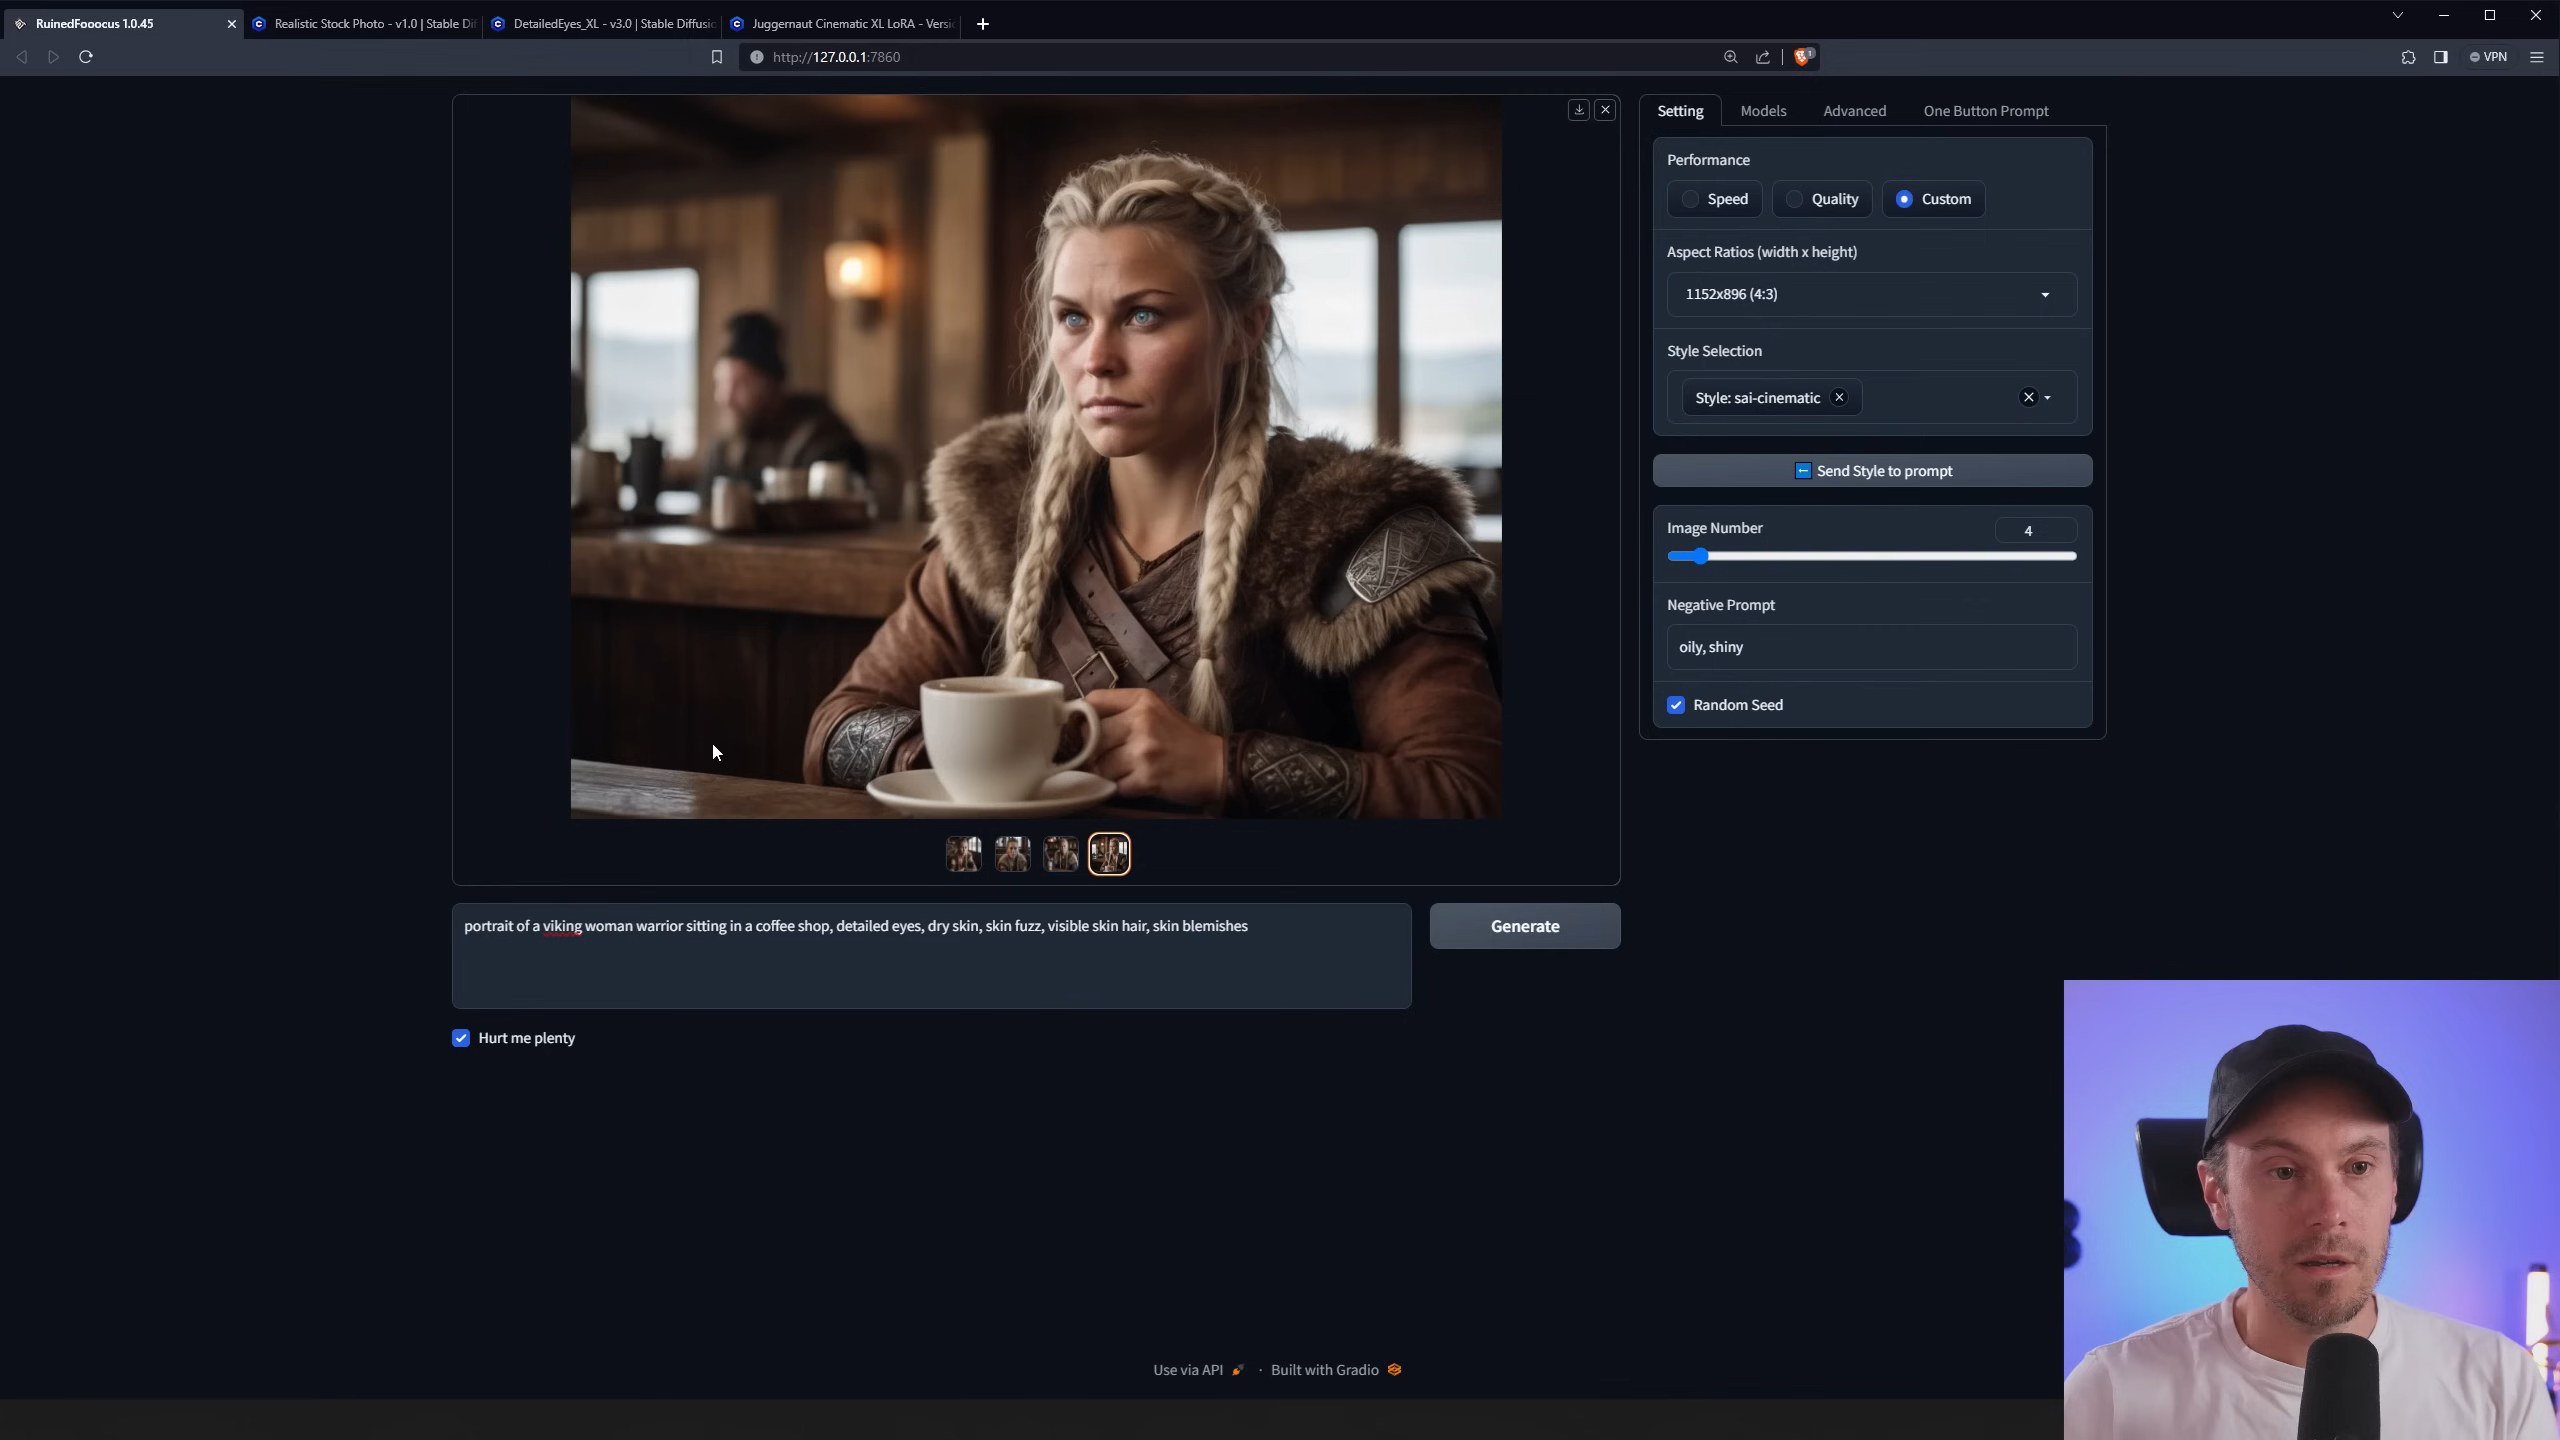 RuinedFooocus 1.0.45
Realistic Stock Photo - v1.0 | Stable Di
DetailedEyes_XL - v3.0 | Stable Diffusi
Juggernaut Cinematic XL LoRA - Versi
http://127.0.0.1:7860
1
VPN
Setting
Models
Advanced
One Button Prompt
Performance
Speed
Quality
Custom
Aspect Ratios (width x height)
1152x896 (4:3)
Style Selection
Style: sai-cinematic
Send Style to prompt
Image Number
4
Negative Prompt
oily, shiny
Random Seed
portrait of a viking woman warrior sitting in a coffee shop, detailed eyes, dry skin, skin fuzz, visible skin hair, skin blemishes
Generate
Hurt me plenty
Use via API · Built with Gradio